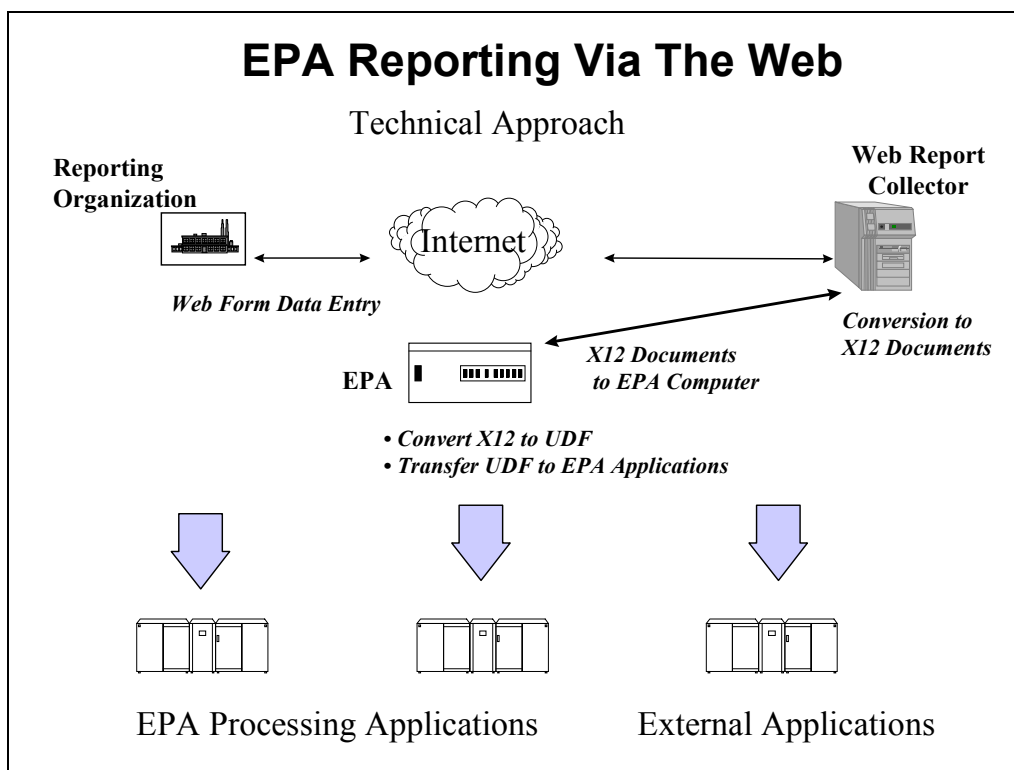 EPA Reporting Via The Web
Technical Approach
Reporting
Organization
Web Report
Collector
Internet
Web Form Data Entry
Conversion to
X12 Documents
X12 Documents
to EPA Computer
EPA
• Convert X12 to UDF
• Transfer UDF to EPA Applications
EPA Processing Applications
External Applications